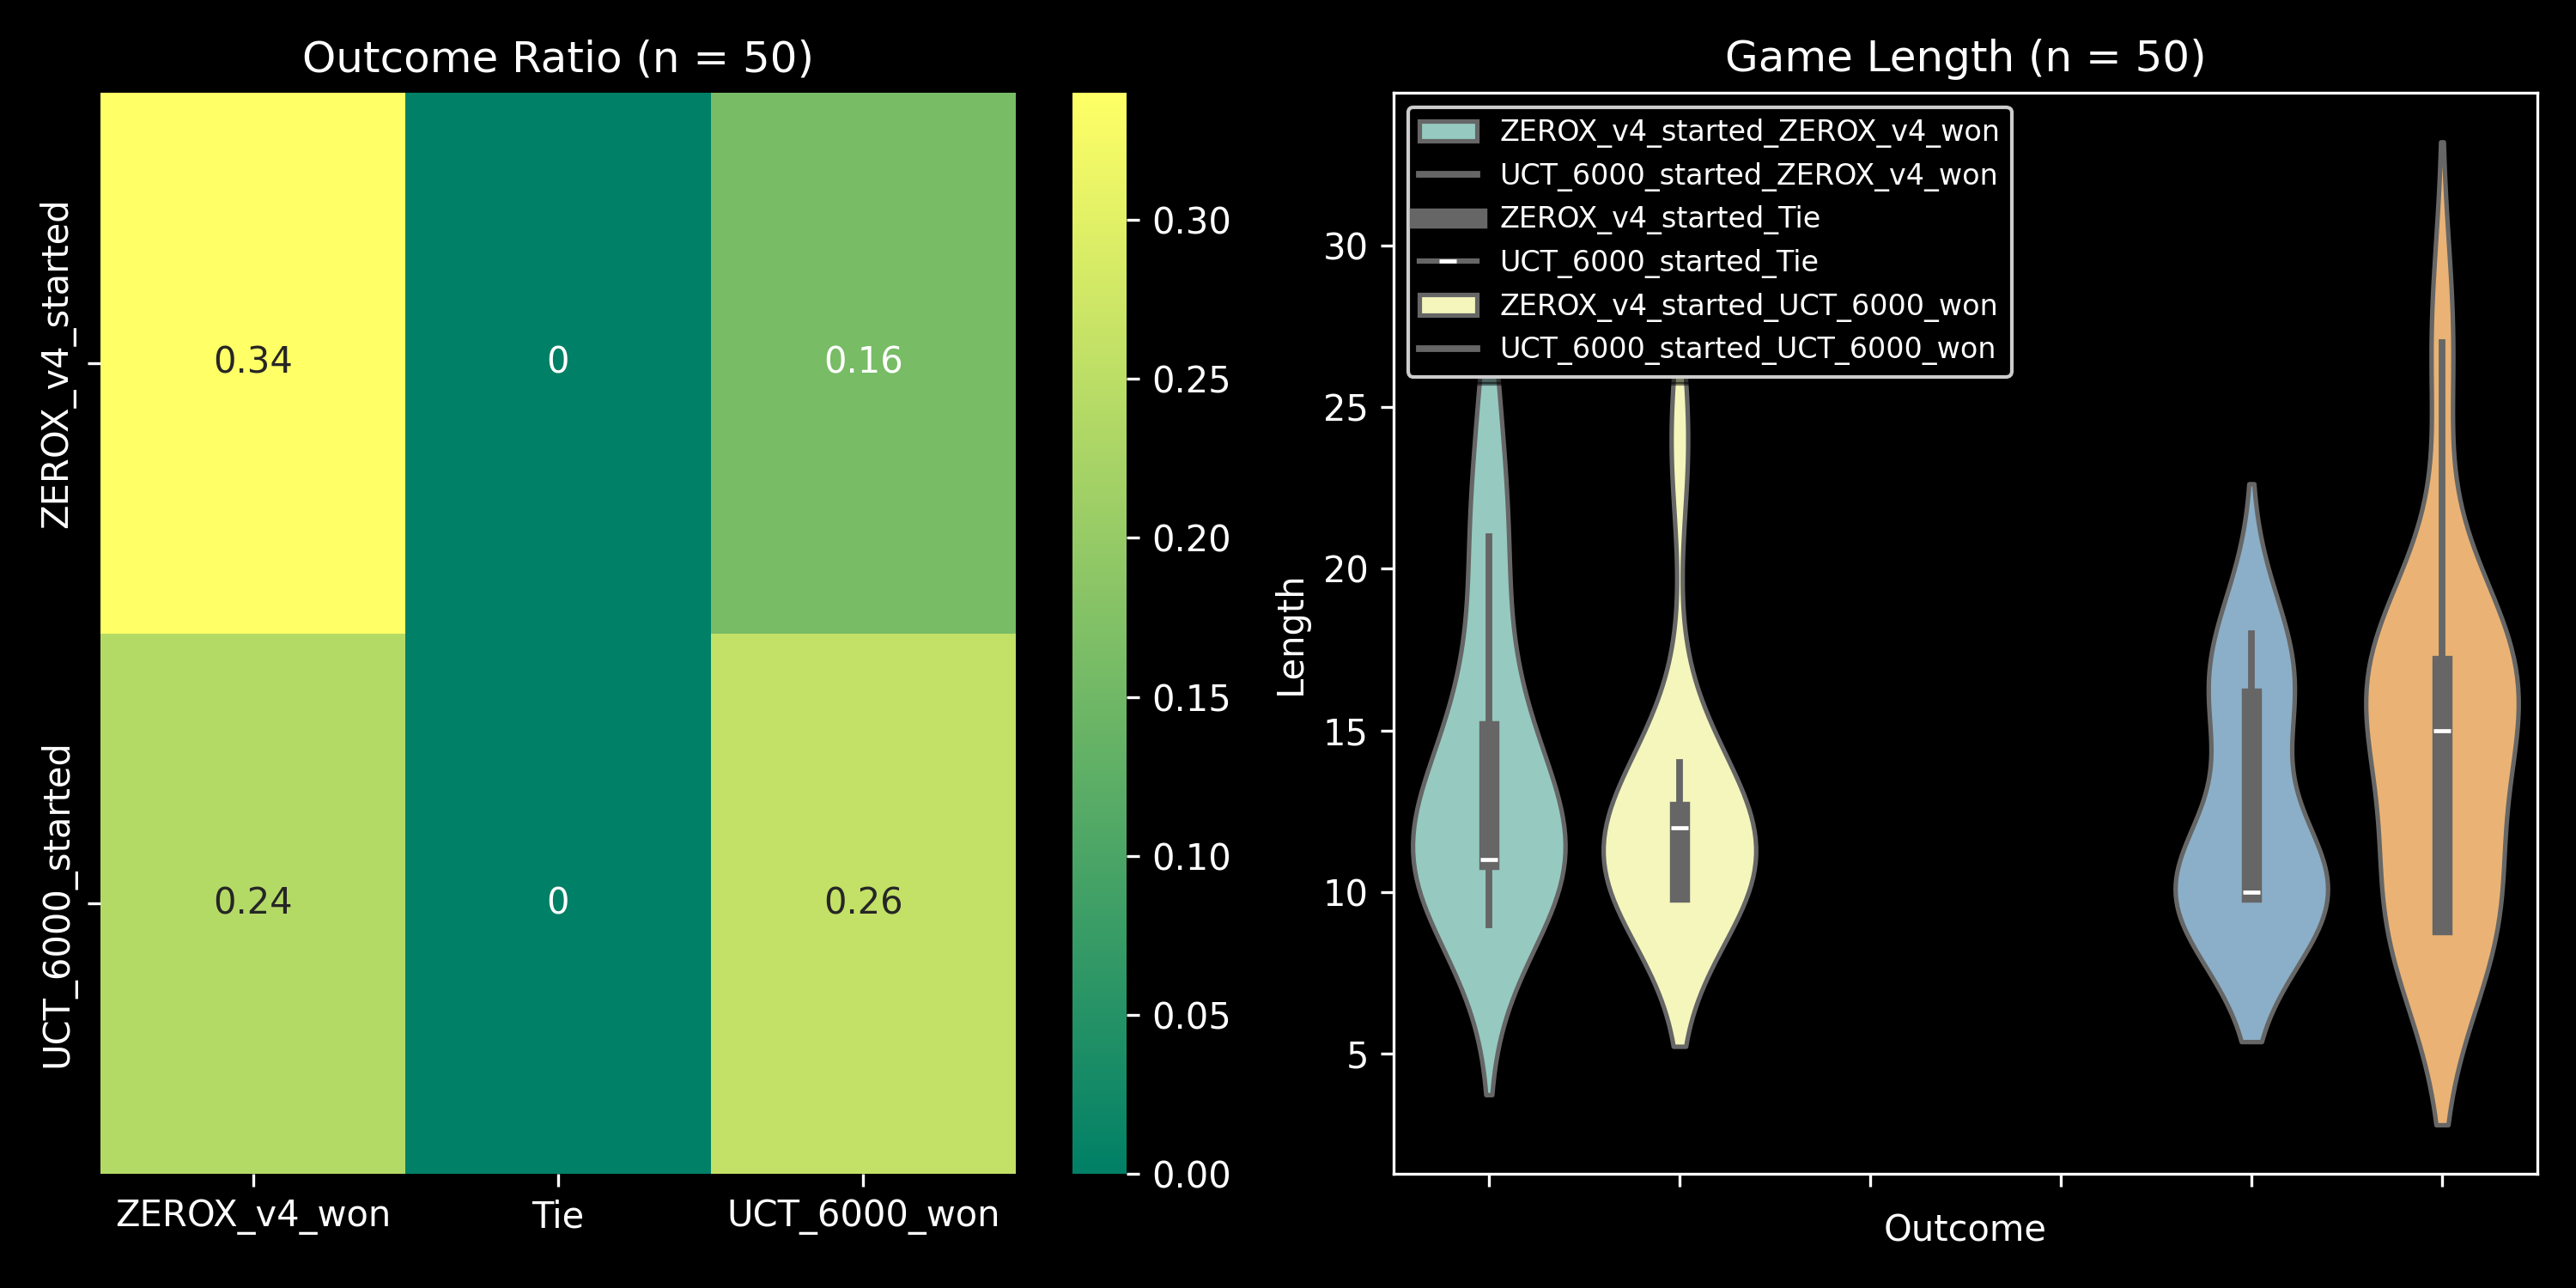 Outcome Ratio (n = 50)
ZEROX_v4_started
UCT_6000_started
0.34
0
0.16
0.24
0
0.26
ZEROX_v4_won
Tie
UCT_6000_won
0.30
0.25
0.20
0.15
0.10
0.05
0.00
Game Length (n = 50)
ZEROX_v4_started_ZEROX_v4_won
UCT_6000_started_ZEROX_v4_won
ZEROX_v4_started_Tie
UCT_6000_started_Tie
ZEROX_v4_started_UCT_6000_won
UCT_6000_started_UCT_6000_won
Length
30
25
20
15
10
5
Outcome